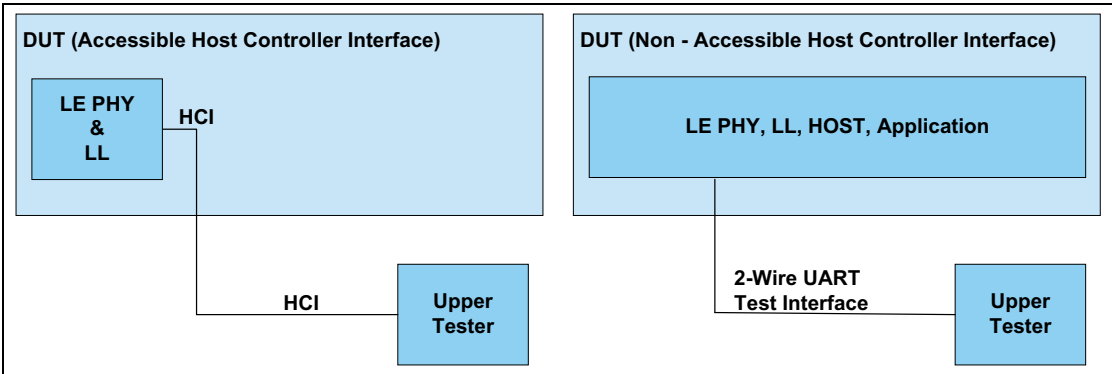 DUT (Accessible Host Controller Interface)
LE PHY
&
LL
HCI
HCI
Upper
Tester
DUT (Non - Accessible Host Controller Interface)
LE PHY, LL, HOST, Application
2-Wire UART
Test Interface
Upper
Tester